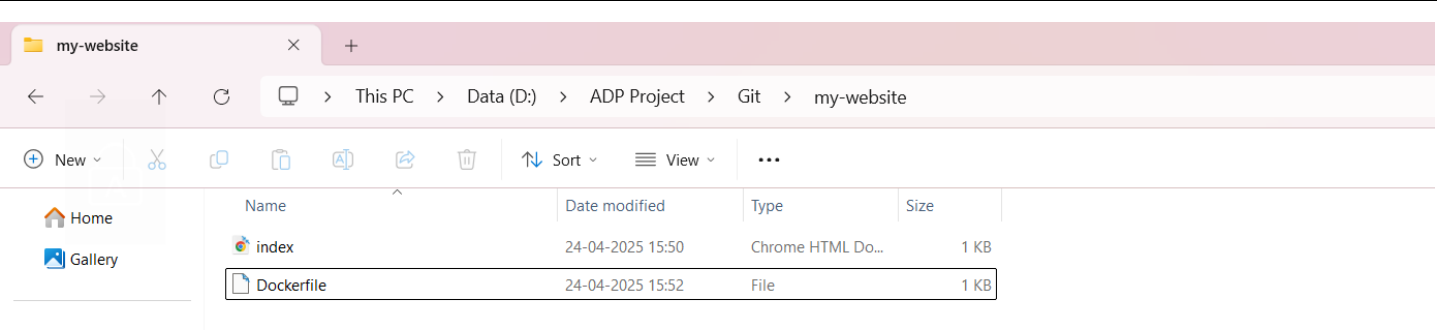 my-website
This PC > Data (D:) > ADP Project > Git > my-website
New Sort View
Name Date modified Type Size
Home
index 24-04-2025 15:50 Chrome HTML Do... 1 KB
Gallery
Dockerfile 24-04-2025 15:52 File 1 KB